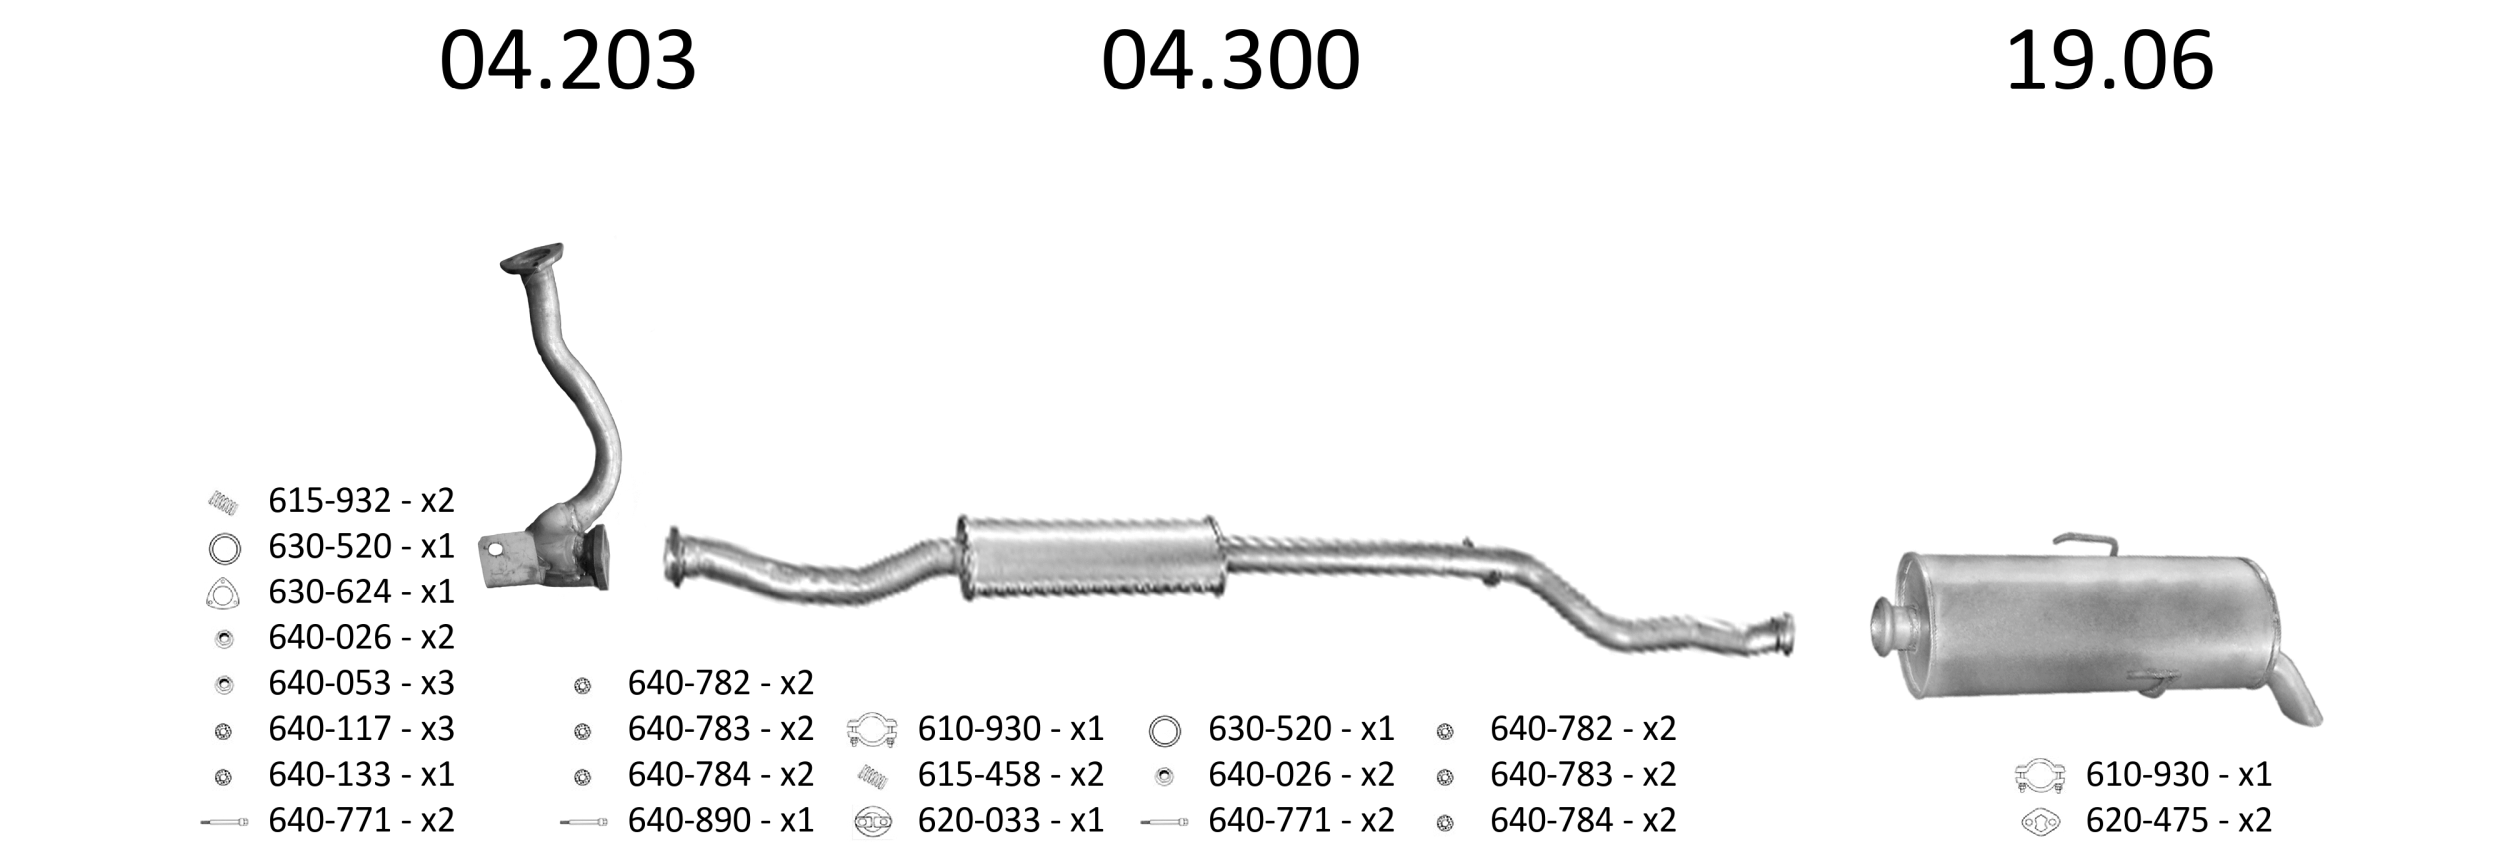 04.203
04.300
19.06
615-932 - x2
630-520 - x1
630-624 - x1
640-026 - x2
640-053 - x3
640-117 - x3
640-133 - x1
640-771 - x2
640-782 - x2
640-783 - x2
640-784 - x2
640-890 - x1
610-930 - x1
615-458 - x2
620-033 - x1
630-520 - x1
640-026 - x2
640-771 - x2
640-782 - x2
640-783 - x2
640-784 - x2
610-930 - x1
620-475 - x2